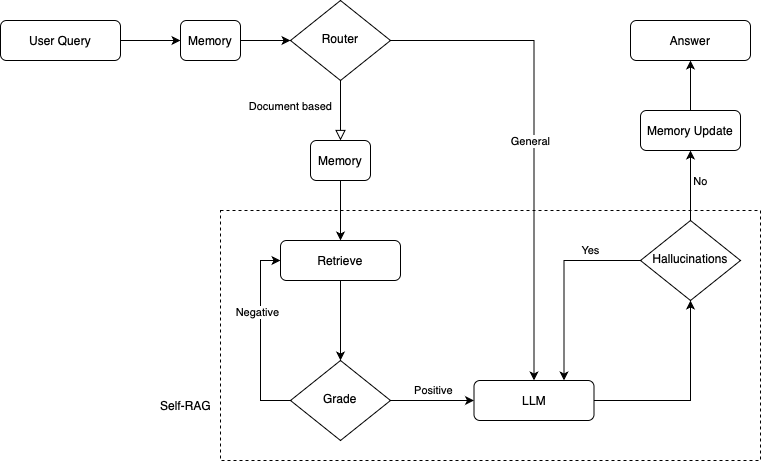 User Query
Memory
Router
Answer
Document based
General
Memory Update
Memory
No
Retrieve
Yes
Hallucinations
Negative
Self-RAG
Grade
Positive
LLM